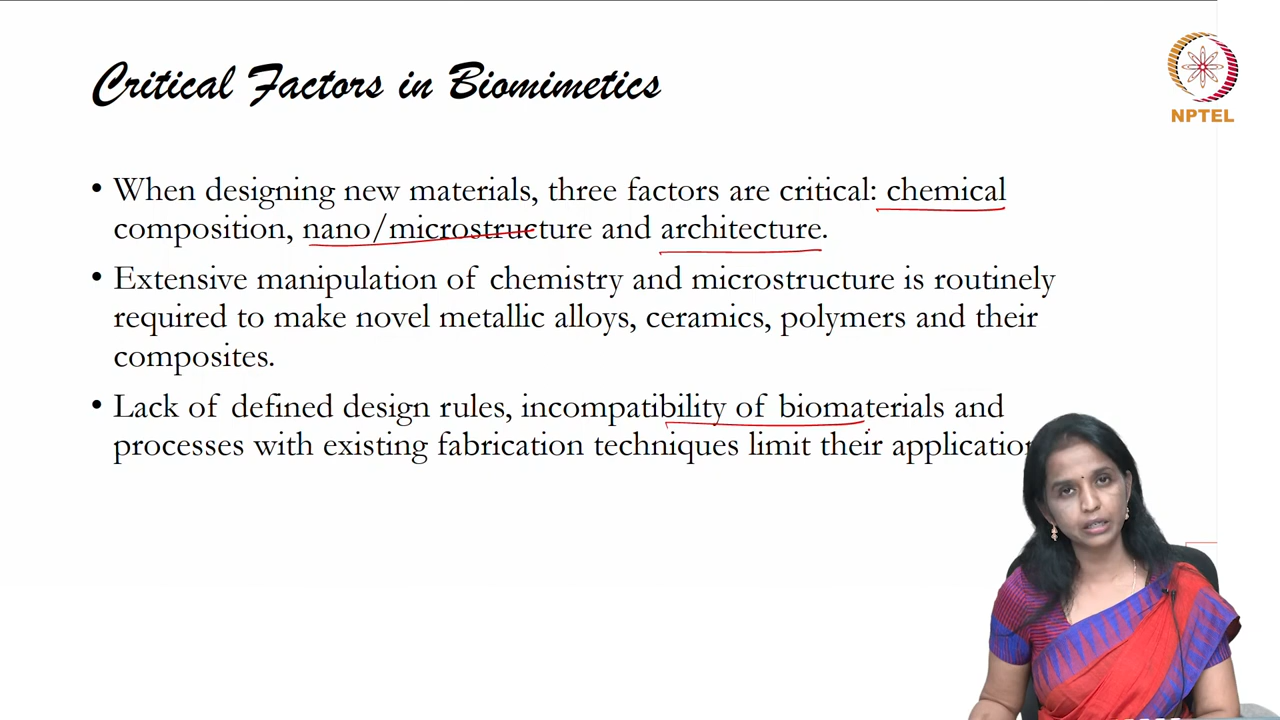 Critical Factors in Biomimetics
NPTEL
• When designing new materials, three factors are critical: chemical
composition, nano/microstructure and architecture.
• Extensive manipulation of chemistry and microstructure is routinely
required to make novel metallic alloys, ceramics, polymers and their
composites.
• Lack of defined design rules, incompatibility of biomaterials and
processes with existing fabrication techniques limit their application